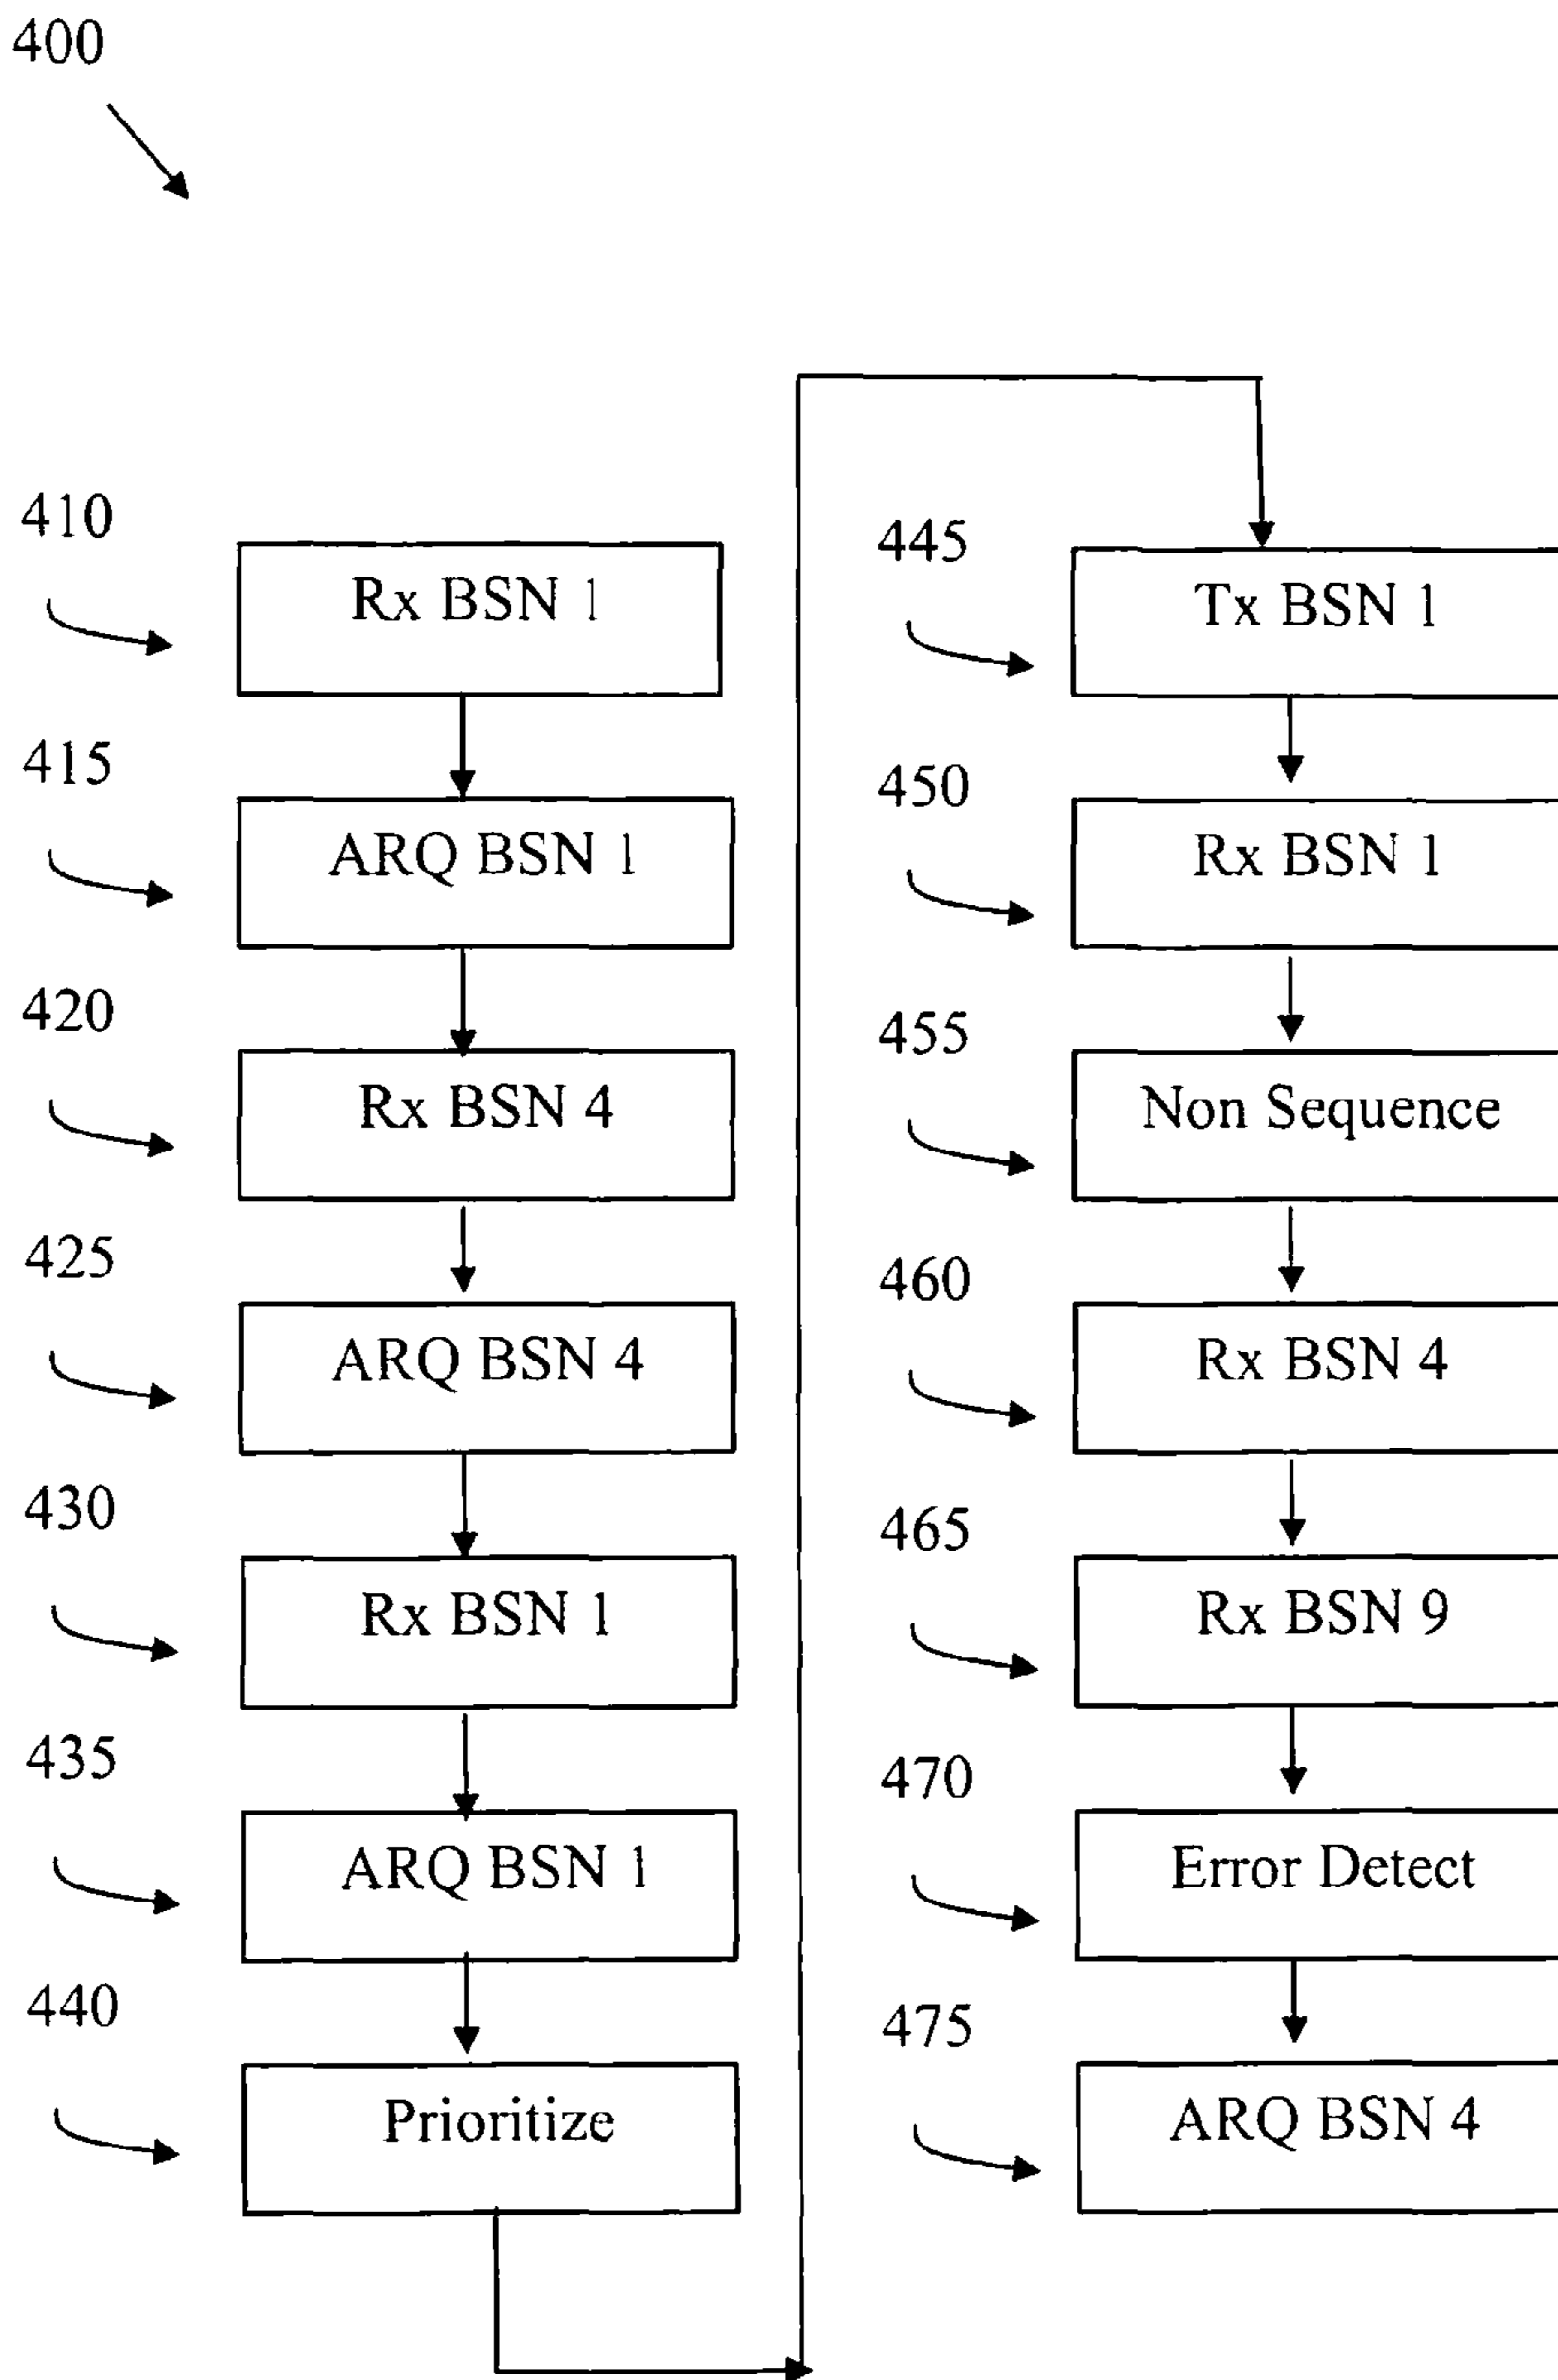 400
410
Rx BSN 1
415
ARQ BSN 1
420
Rx BSN 4
425
ARQ BSN 4
430
Rx BSN 1
435
ARQ BSN 1
440
Prioritize
445
Tx BSN 1
450
Rx BSN 1
455
Non Sequence
460
Rx BSN 4
465
Rx BSN 9
470
Error Detect
475
ARQ BSN 4